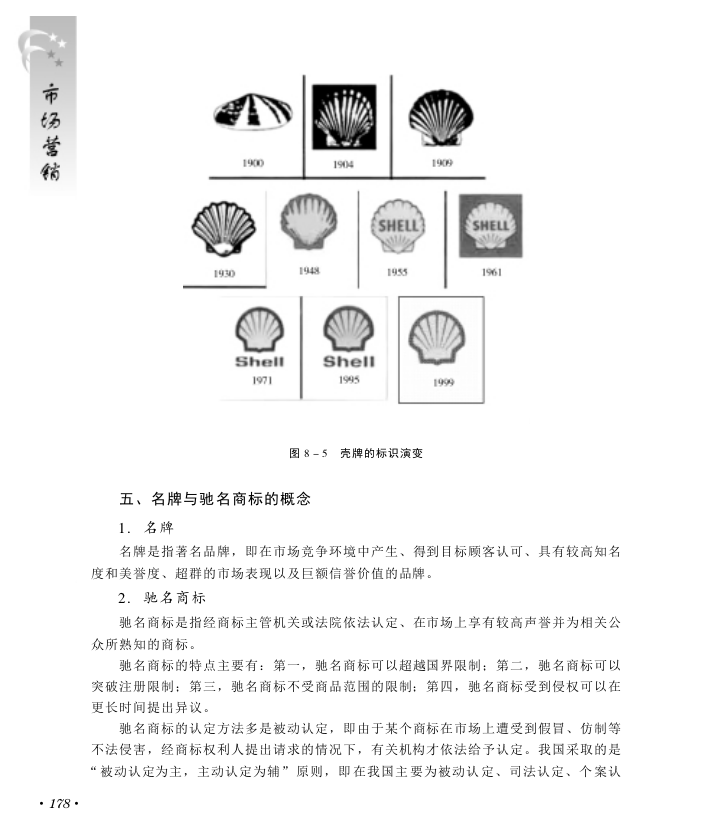 市场营销
1900
1904
1909
SHELL
SHELL
1930
1948
1955
1961
Shell
Shell
1971
1995
1999
图 8－5 壳牌的标识演变
五、名牌与驰名商标的概念
1. 名牌
名牌是指著名品牌，即在市场竞争环境中产生、得到目标顾客认可、具有较高知名
度和美誉度、超群的市场表现以及巨额信誉价值的品牌。
2. 驰名商标
驰名商标是指经商标主管机关或法院依法认定、在市场上享有较高声誉并为相关公
众所熟知的商标。
驰名商标的特点主要有：第一，驰名商标可以超越国界限制；第二，驰名商标可以
突破注册限制；第三，驰名商标不受商品范围的限制；第四，驰名商标受到侵权可以在
更长时间提出异议。
驰名商标的认定方法多是被动认定，即由于某个商标在市场上遭受到假冒、仿制等
不法侵害，经商标权利人提出请求的情况下，有关机构才依法给予认定。我国采取的是
“被动认定为主，主动认定为辅”原则，即在我国主要为被动认定、司法认定、个案认
·178·